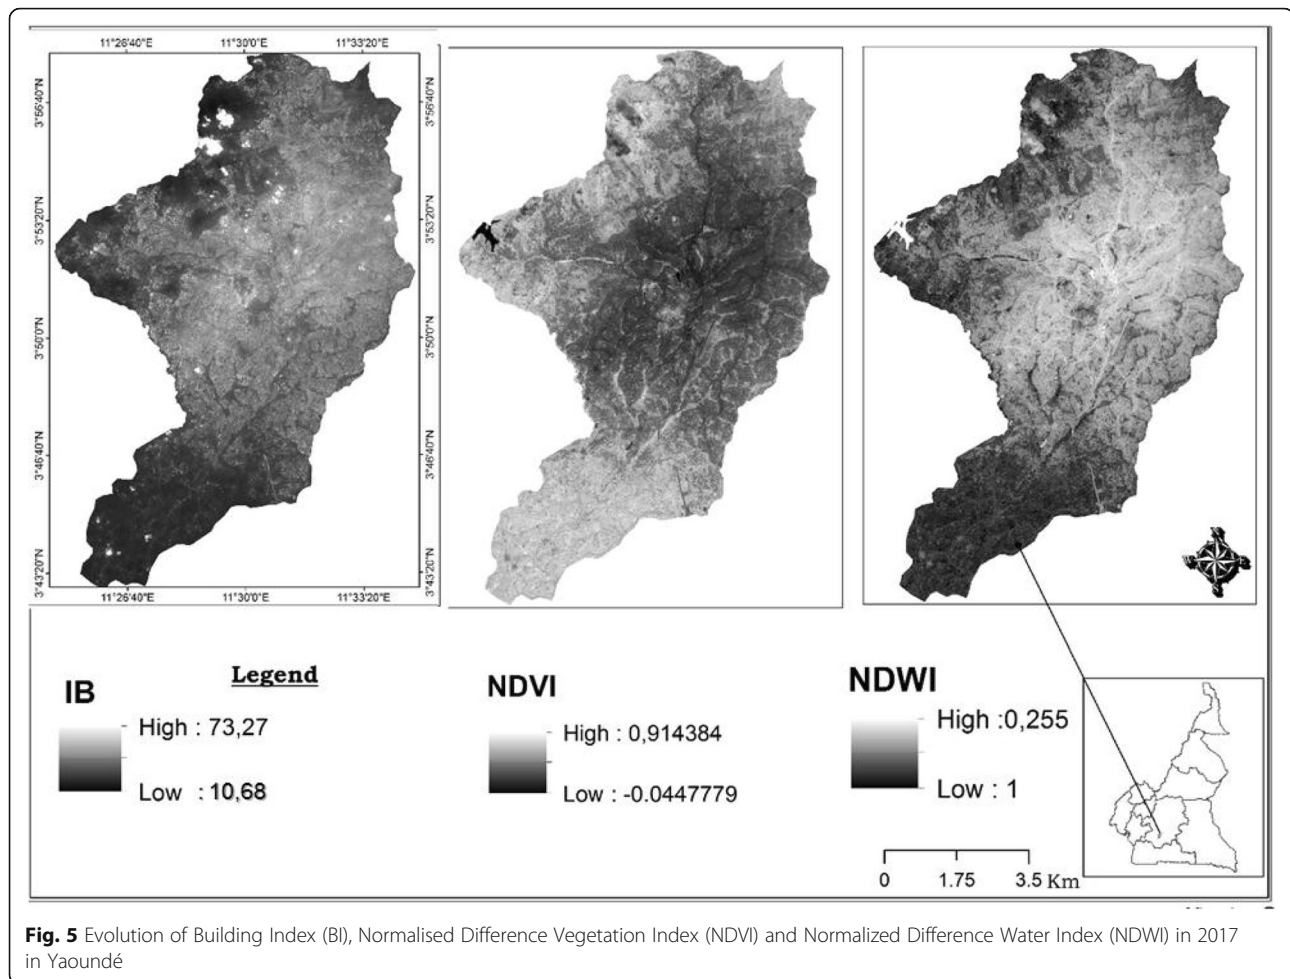 11°26'40"E 11°30'0"E 11°33'20"E
3°56'40"N
3°53'20"N
3°50'0"N
3°46'40"N
3°43'20"N
3°56'40"N
3°53'20"N
3°50'0"N
3°46'40"N
3°43'20"N
11°26'40"E 11°30'0"E 11°33'20"E
Legend
IB
High : 73,27
Low : 10,68
NDVI
High : 0,914384
Low : -0.0447779
NDWI
High :0,255
Low : 1
0 1.75 3.5 Km
Fig. 5 Evolution of Building Index (BI), Normalised Difference Vegetation Index (NDVI) and Normalized Difference Water Index (NDWI) in 2017
in Yaoundé